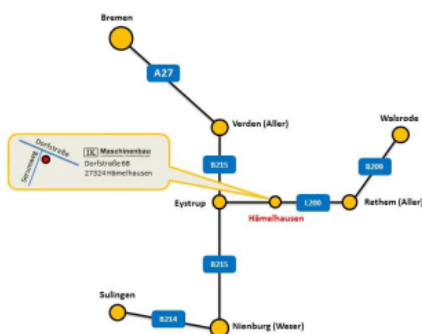 Bremen
A27
Verden (Aller)
Walsrode
Dorfstraße
IK Maschinenbau
Dorfstraße 6B
27324 Hämelhausen
B215
B209
Eystrup
Hämelhausen
L200
Rethem (Aller)
B215
Sulingen
B214
Nienburg (Weser)